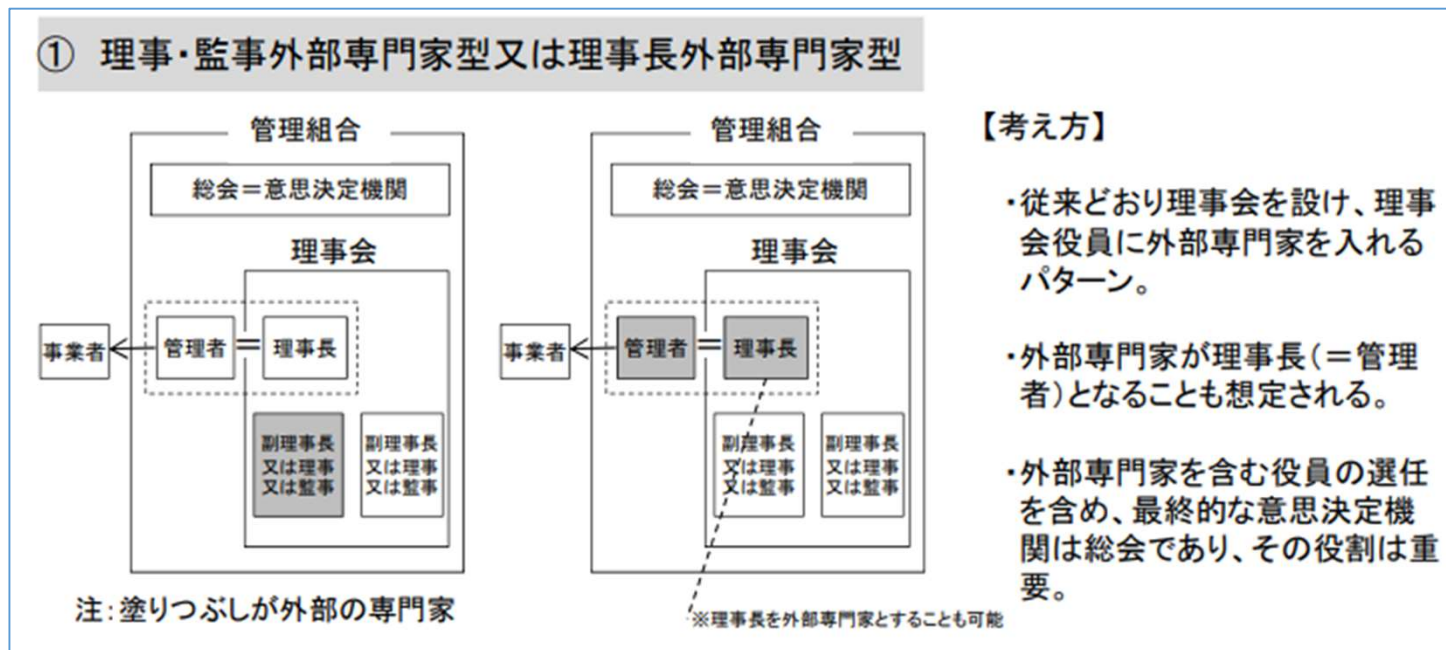 ① 理事・監事外部専門家型又は理事長外部専門家型
管理組合
総会＝意思決定機関
理事会
事業者
管理者
＝
理事長
副理事長
又は理事
又は監事
副理事長
又は理事
又は監事
注：塗りつぶしが外部の専門家
管理組合
総会＝意思決定機関
理事会
事業者
管理者
＝
理事長
副理事長
又は理事
又は監事
副理事長
又は理事
又は監事
※理事長を外部専門家とすることも可能
【考え方】
・従来どおり理事会を設け、理事
会役員に外部専門家を入れる
パターン。
・外部専門家が理事長（＝管理
者）となることも想定される。
・外部専門家を含む役員の選任
を含め、最終的な意思決定機
関は総会であり、その役割は重
要。